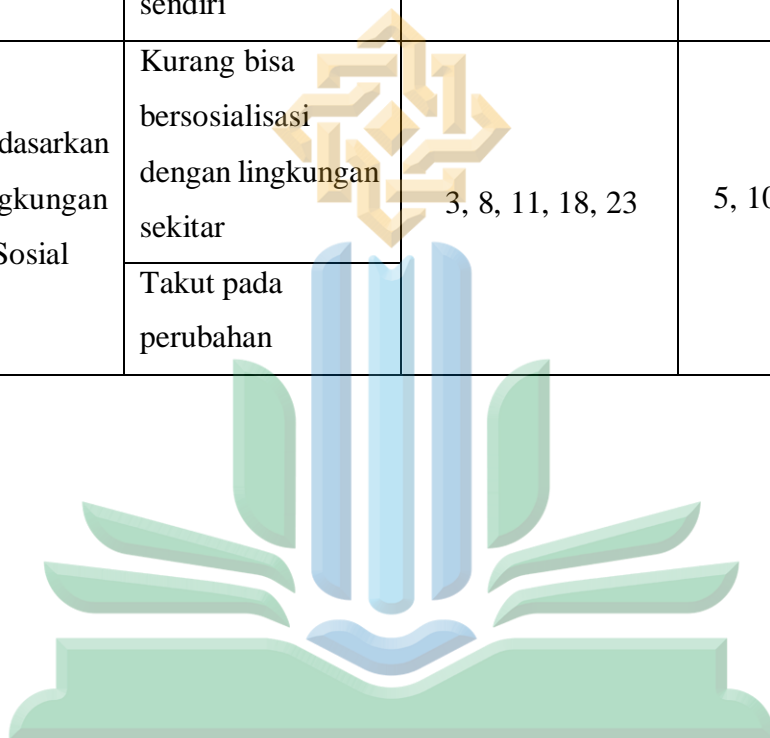 sendiri
Kurang bisa
bersosialisasi
dengan lingkungan
sekitar
dasarkan
gkungan
Sosial
3, 8, 11, 18, 23
5, 10
Takut pada
perubahan